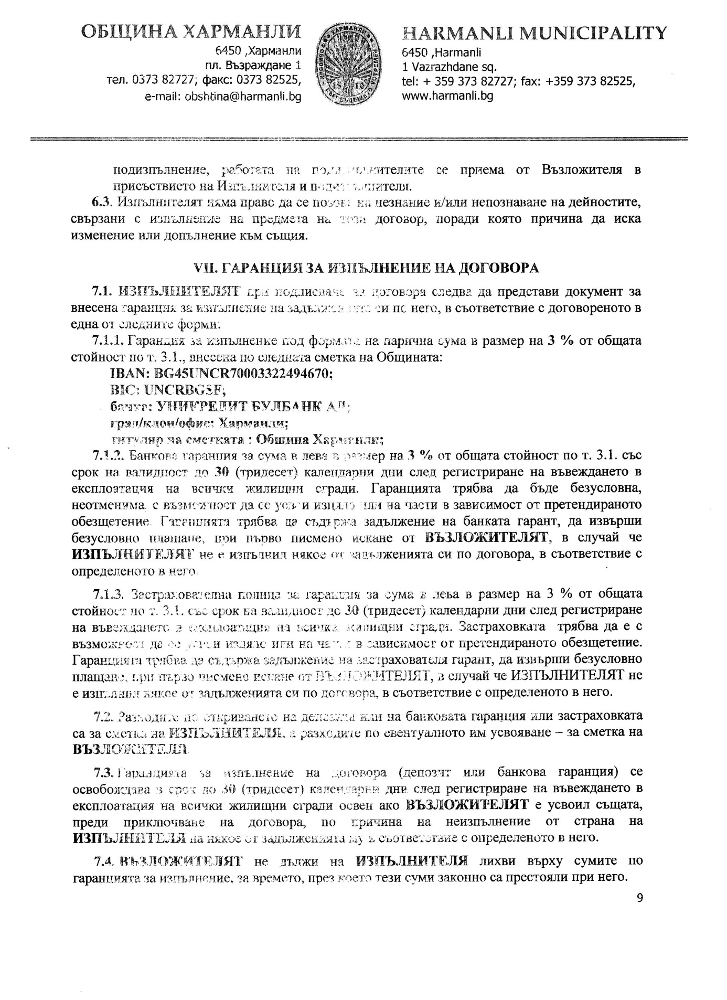 ОБЩИНА ХАРМАНЛИ
6450 ,Харманли
пл. Възраждане 1
тел. 0373 82727; факс: 0373 82525,
e-mail: obshtina@harmanli.bg
HARMANLI MUNICIPALITY
6450 ,Harmanli
1 Vazrazhdane sq.
tel: + 359 373 82727; fax: +359 373 82525,
www.harmanli.bg
подизпълнение, работата на подизпълнителите се приема от Възложителя в
присъствието на Изпълнителя и подизпълнителя.
6.3. Изпълнителят няма право да се позове на незнание и/или непознаване на дейностите,
свързани с изпълнение на предмета на този договор, поради която причина да иска
изменение или допълнение към същия.
VII. ГАРАНЦИЯ ЗА ИЗПЪЛНЕНИЕ НА ДОГОВОРА
7.1. ИЗПЪЛНИТЕЛЯТ при подписване на договора следва да представи документ за
внесена гаранция за изпълнение на задълженията си по него, в съответствие с договореното в
една от следните форми:
7.1.1. Гаранция за изпълнение под формата на парична сума в размер на 3 % от общата
стойност по т. 3.1., внесена по следната сметка на Общината:
IBAN: BG45UNCR70003322494670;
BIC: UNCRBGSF;
банка: УНИКРЕДИТ БУЛБАНК АД;
град/клон/офис: Харманли;
титуляр на сметката : Община Харманли;
7.1.2. Банкова гаранция за сума в лева в размер на 3 % от общата стойност по т. 3.1. със
срок на валидност до 30 (тридесет) календарни дни след регистриране на въвеждането в
експлоатация на всички жилищни сгради. Гаранцията трябва да бъде безусловна,
неотменима, с възможност да се усвои изцяло или на части в зависимост от претендираното
обезщетение. Гаранцията трябва да съдържа задължение на банката гарант, да извърши
безусловно плащане, при първо писмено искане от ВЪЗЛОЖИТЕЛЯТ, в случай че
ИЗПЪЛНИТЕЛЯТ не е изпълнил някое от задълженията си по договора, в съответствие с
определеното в него.
7.1.3. Застрахователна полица за гаранция за сума в лева в размер на 3 % от общата
стойност по т. 3.1. със срок на валидност до 30 (тридесет) календарни дни след регистриране
на въвеждането в експлоатация на всички жилищни сгради. Застраховката трябва да е с
възможност да се усвои изцяло или на части в зависимост от претендираното обезщетение.
Гаранцията трябва да съдържа задължение на застрахователя гарант, да извърши безусловно
плащане, при първо писмено искане от ВЪЗЛОЖИТЕЛЯТ, в случай че ИЗПЪЛНИТЕЛЯТ не
е изпълнил някое от задълженията си по договора, в съответствие с определеното в него.
7.2. Разходите по откриването на депозита или на банковата гаранция или застраховката
са за сметка на ИЗПЪЛНИТЕЛЯ, а разходите по евентуалното им усвояване – за сметка на
ВЪЗЛОЖИТЕЛЯ.
7.3. Гаранцията за изпълнение на договора (депозит или банкова гаранция) се
освобождава в срок до 30 (тридесет) календарни дни след регистриране на въвеждането в
експлоатация на всички жилищни сгради освен ако ВЪЗЛОЖИТЕЛЯТ е усвоил същата,
преди приключване на договора, по причина на неизпълнение от страна на
ИЗПЪЛНИТЕЛЯ на някое от задълженията му в съответствие с определеното в него.
7.4. ВЪЗЛОЖИТЕЛЯТ не дължи на ИЗПЪЛНИТЕЛЯ лихви върху сумите по
гаранцията за изпълнение, за времето, през което тези суми законно са престояли при него.
9